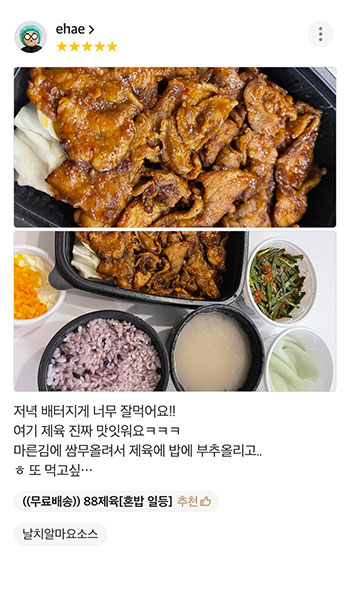 ehae >
★★★★★
저녁 배터지게 너무 잘먹어요!!
여기 제육 진짜 맛잇워요ㅋㅋㅋ
마른김에 쌈무올려서 제육에 밥에 부추올리고..
ㅎ 또 먹고싶…
((무료배송)) 88제육[혼밥 일등] 추천
날치알마요소스